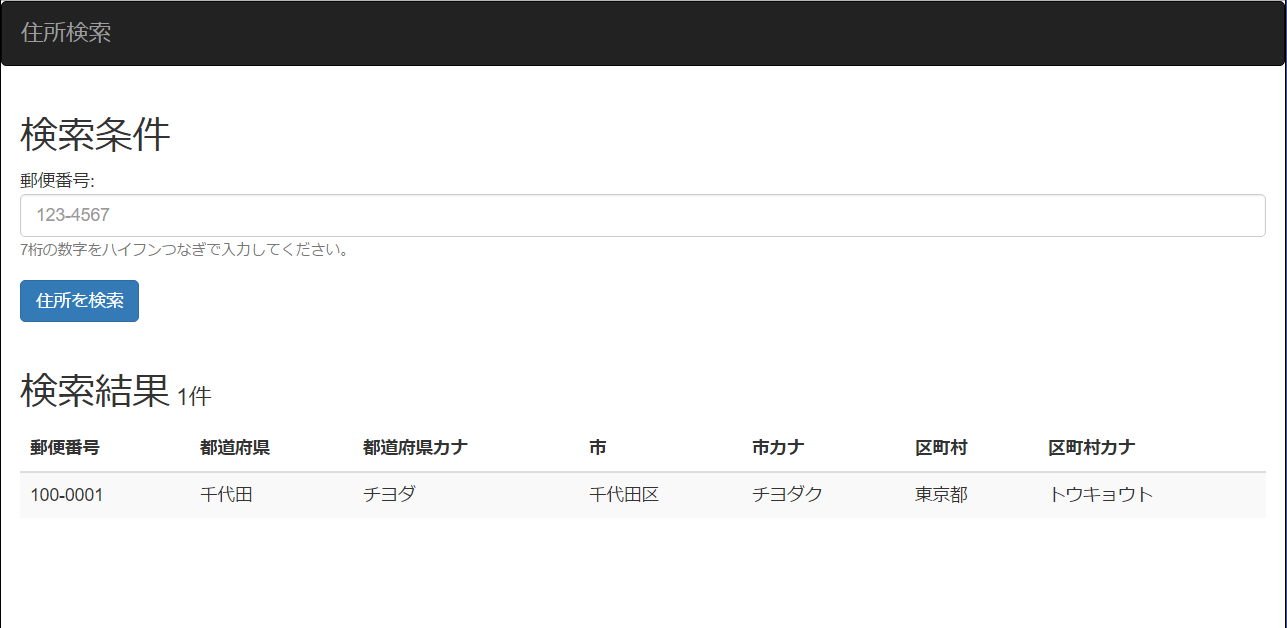 住所検索
検索条件
郵便番号:
123-4567
7桁の数字をハイフンつなぎで入力してください。
住所を検索
検索結果 1件
郵便番号 都道府県 都道府県カナ 市 市カナ 区町村 区町村カナ
100-0001 千代田 チヨダ 千代田区 チヨダク 東京都 トウキョウト